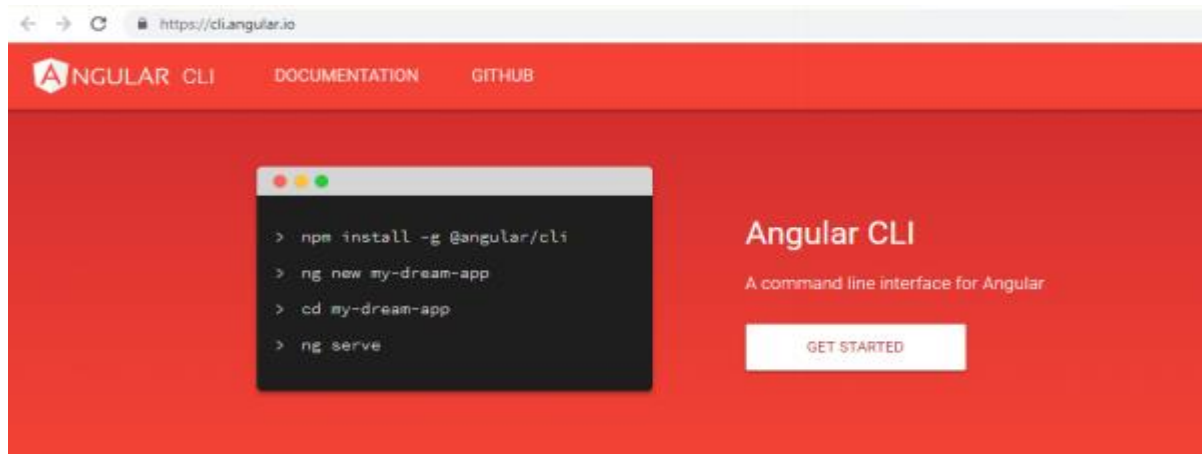 https://cli.angular.io
ANGULAR CLI DOCUMENTATION GITHUB
> npm install -g @angular/cli
> ng new my-dream-app
> cd my-dream-app
> ng serve
Angular CLI
A command line interface for Angular
GET STARTED